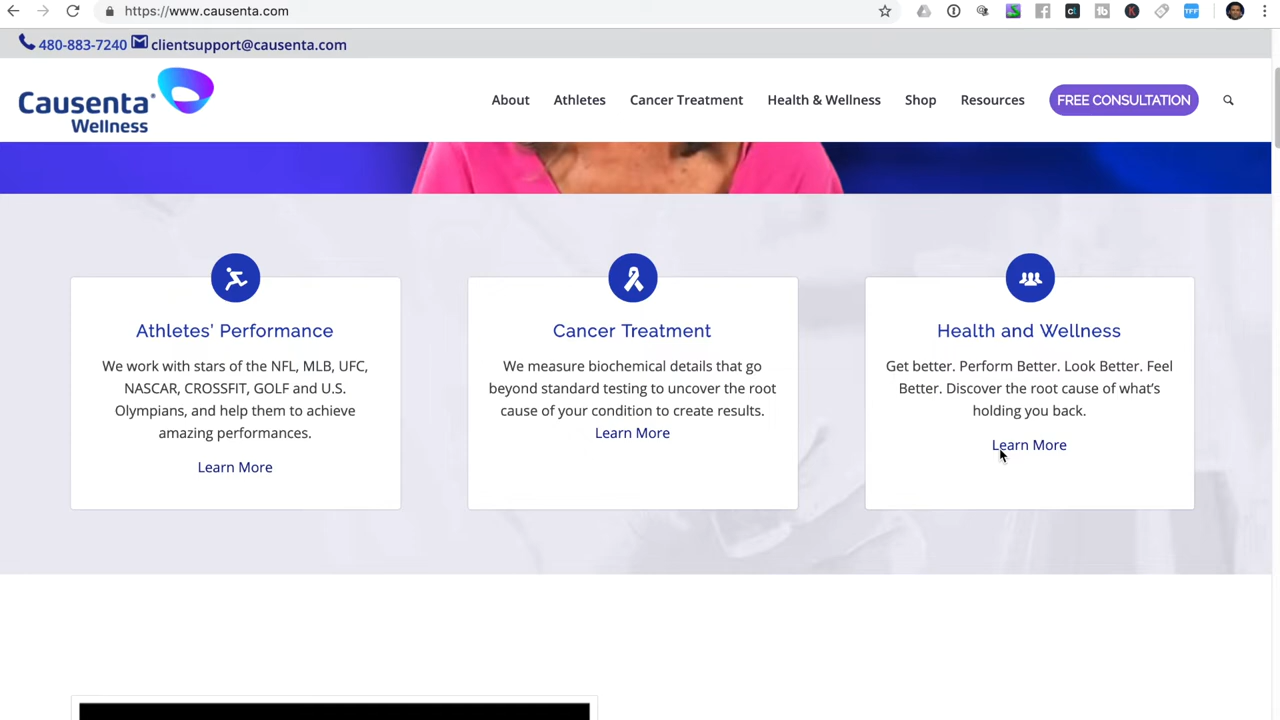 https://www.causenta.com
TFF
480-883-7240 clientsupport@causenta.com
Causenta®
Wellness
About Athletes Cancer Treatment Health & Wellness Shop Resources FREE CONSULTATION
Athletes' Performance
We work with stars of the NFL, MLB, UFC,
NASCAR, CROSSFIT, GOLF and U.S.
Olympians, and help them to achieve
amazing performances.
Learn More
Cancer Treatment
We measure biochemical details that go
beyond standard testing to uncover the root
cause of your condition to create results.
Learn More
Health and Wellness
Get better. Perform Better. Look Better. Feel
Better. Discover the root cause of what's
holding you back.
Learn More